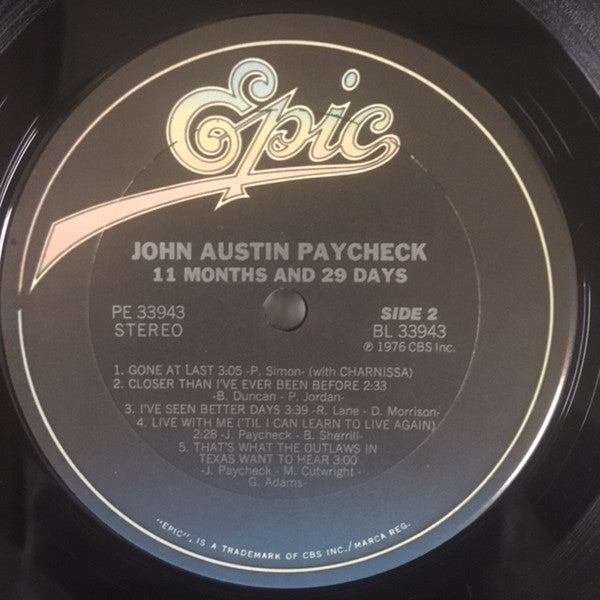 Epic
JOHN AUSTIN PAYCHECK
11 MONTHS AND 29 DAYS
PE 33943
STEREO
SIDE 2
BL 33943
℗ 1976 CBS Inc.
1. GONE AT LAST 3:05 -P. Simon- (with CHARNISSA)
2. CLOSER THAN I'VE EVER BEEN BEFORE 2:33
-B. Duncan - P. Jordan-
3. I'VE SEEN BETTER DAYS 3:39 -R. Lane - D. Morrison-
4. LIVE WITH ME ('TIL I CAN LEARN TO LIVE AGAIN)
2:28 -J. Paycheck - B. Sherrill-
5. THAT'S WHAT THE OUTLAWS IN
TEXAS WANT TO HEAR 3:00
-J. Paycheck - M. Cutwright -
G. Adams-
"EPIC", IS A TRADEMARK OF CBS INC./MARCA REG.